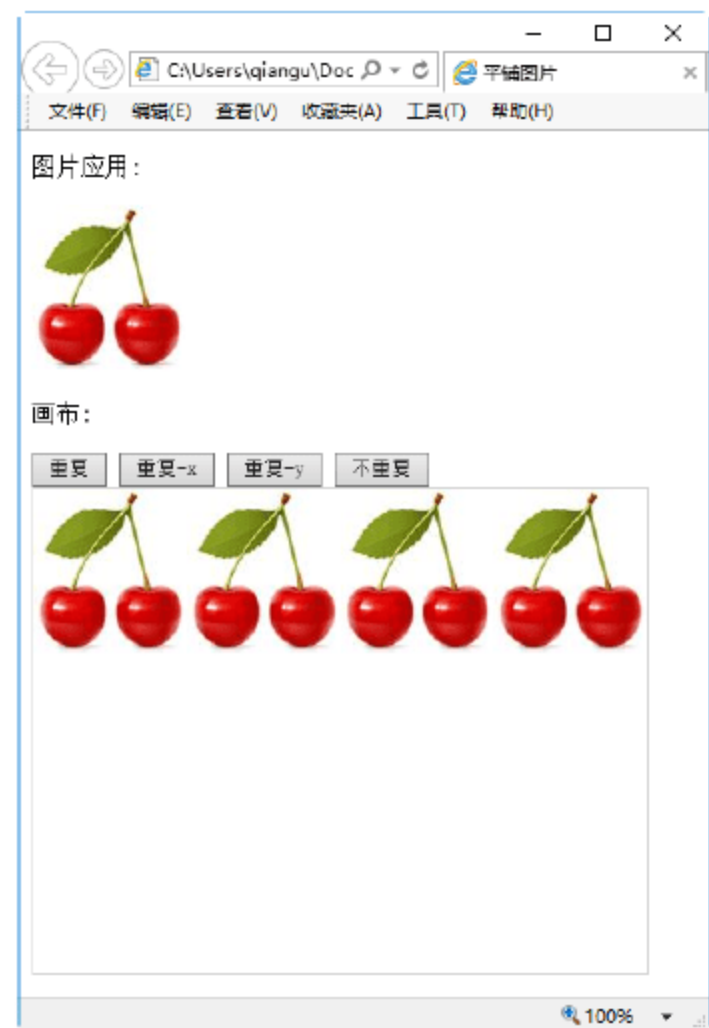 C:\Users\qiangu\Doc 平铺图片
文件(F) 编辑(E) 查看(V) 收藏夹(A) 工具(T) 帮助(H)
图片应用:
画布:
重复 重复-x 重复-y 不重复
100%